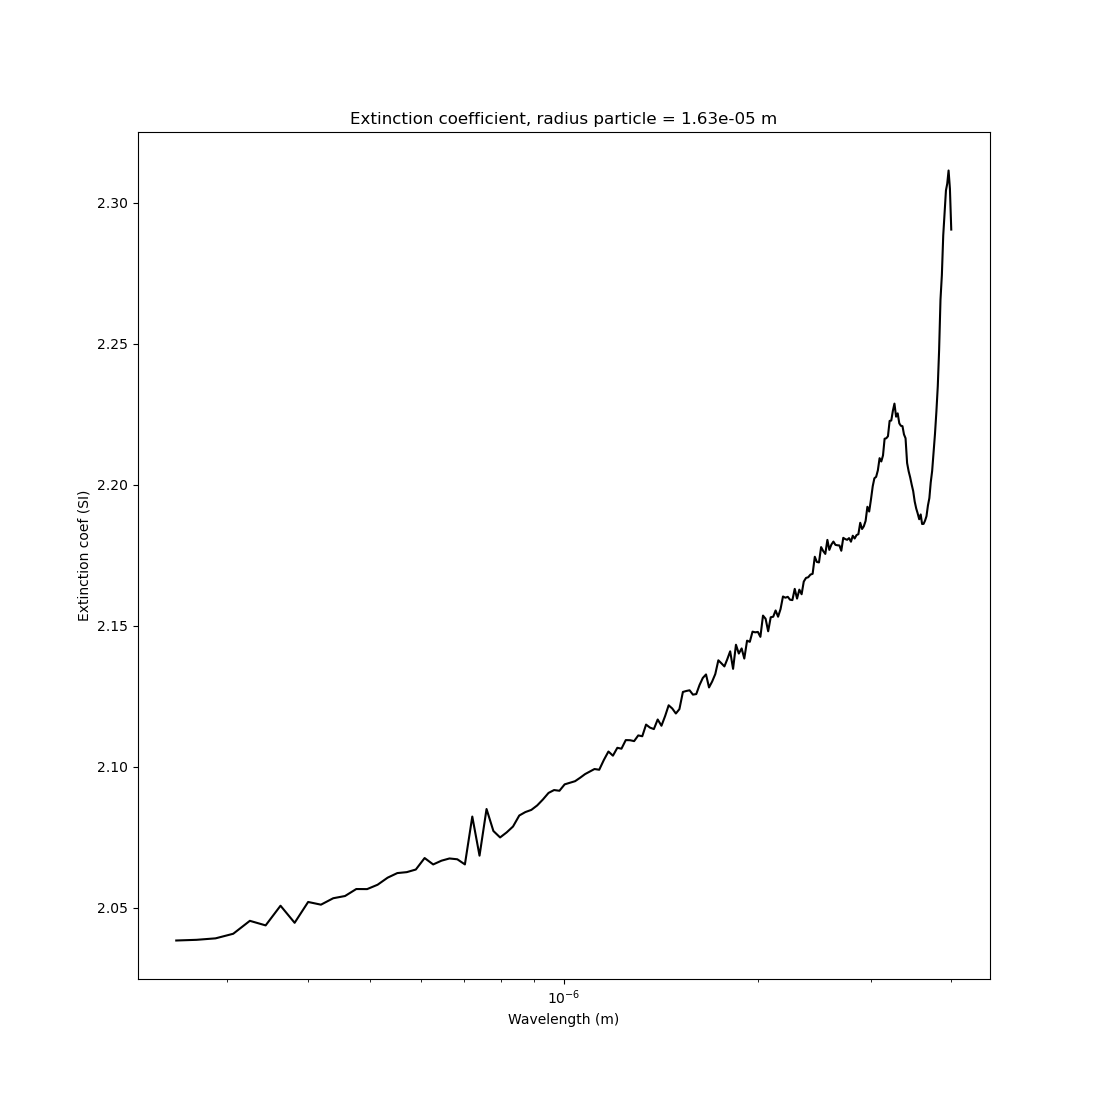 Extinction coefficient, radius particle = 1.63e-05 m
2.30
2.25
2.20
2.15
2.10
2.05
Extinction coef (SI)
10⁻⁶
Wavelength (m)